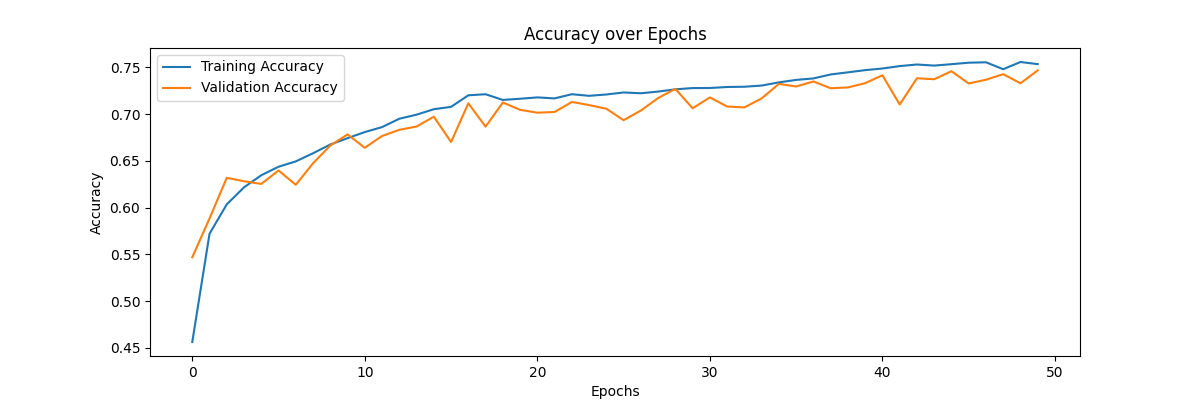 Accuracy over Epochs
Training Accuracy
Validation Accuracy
Accuracy
0.75
0.70
0.65
0.60
0.55
0.50
0.45
0 10 20 30 40 50
Epochs